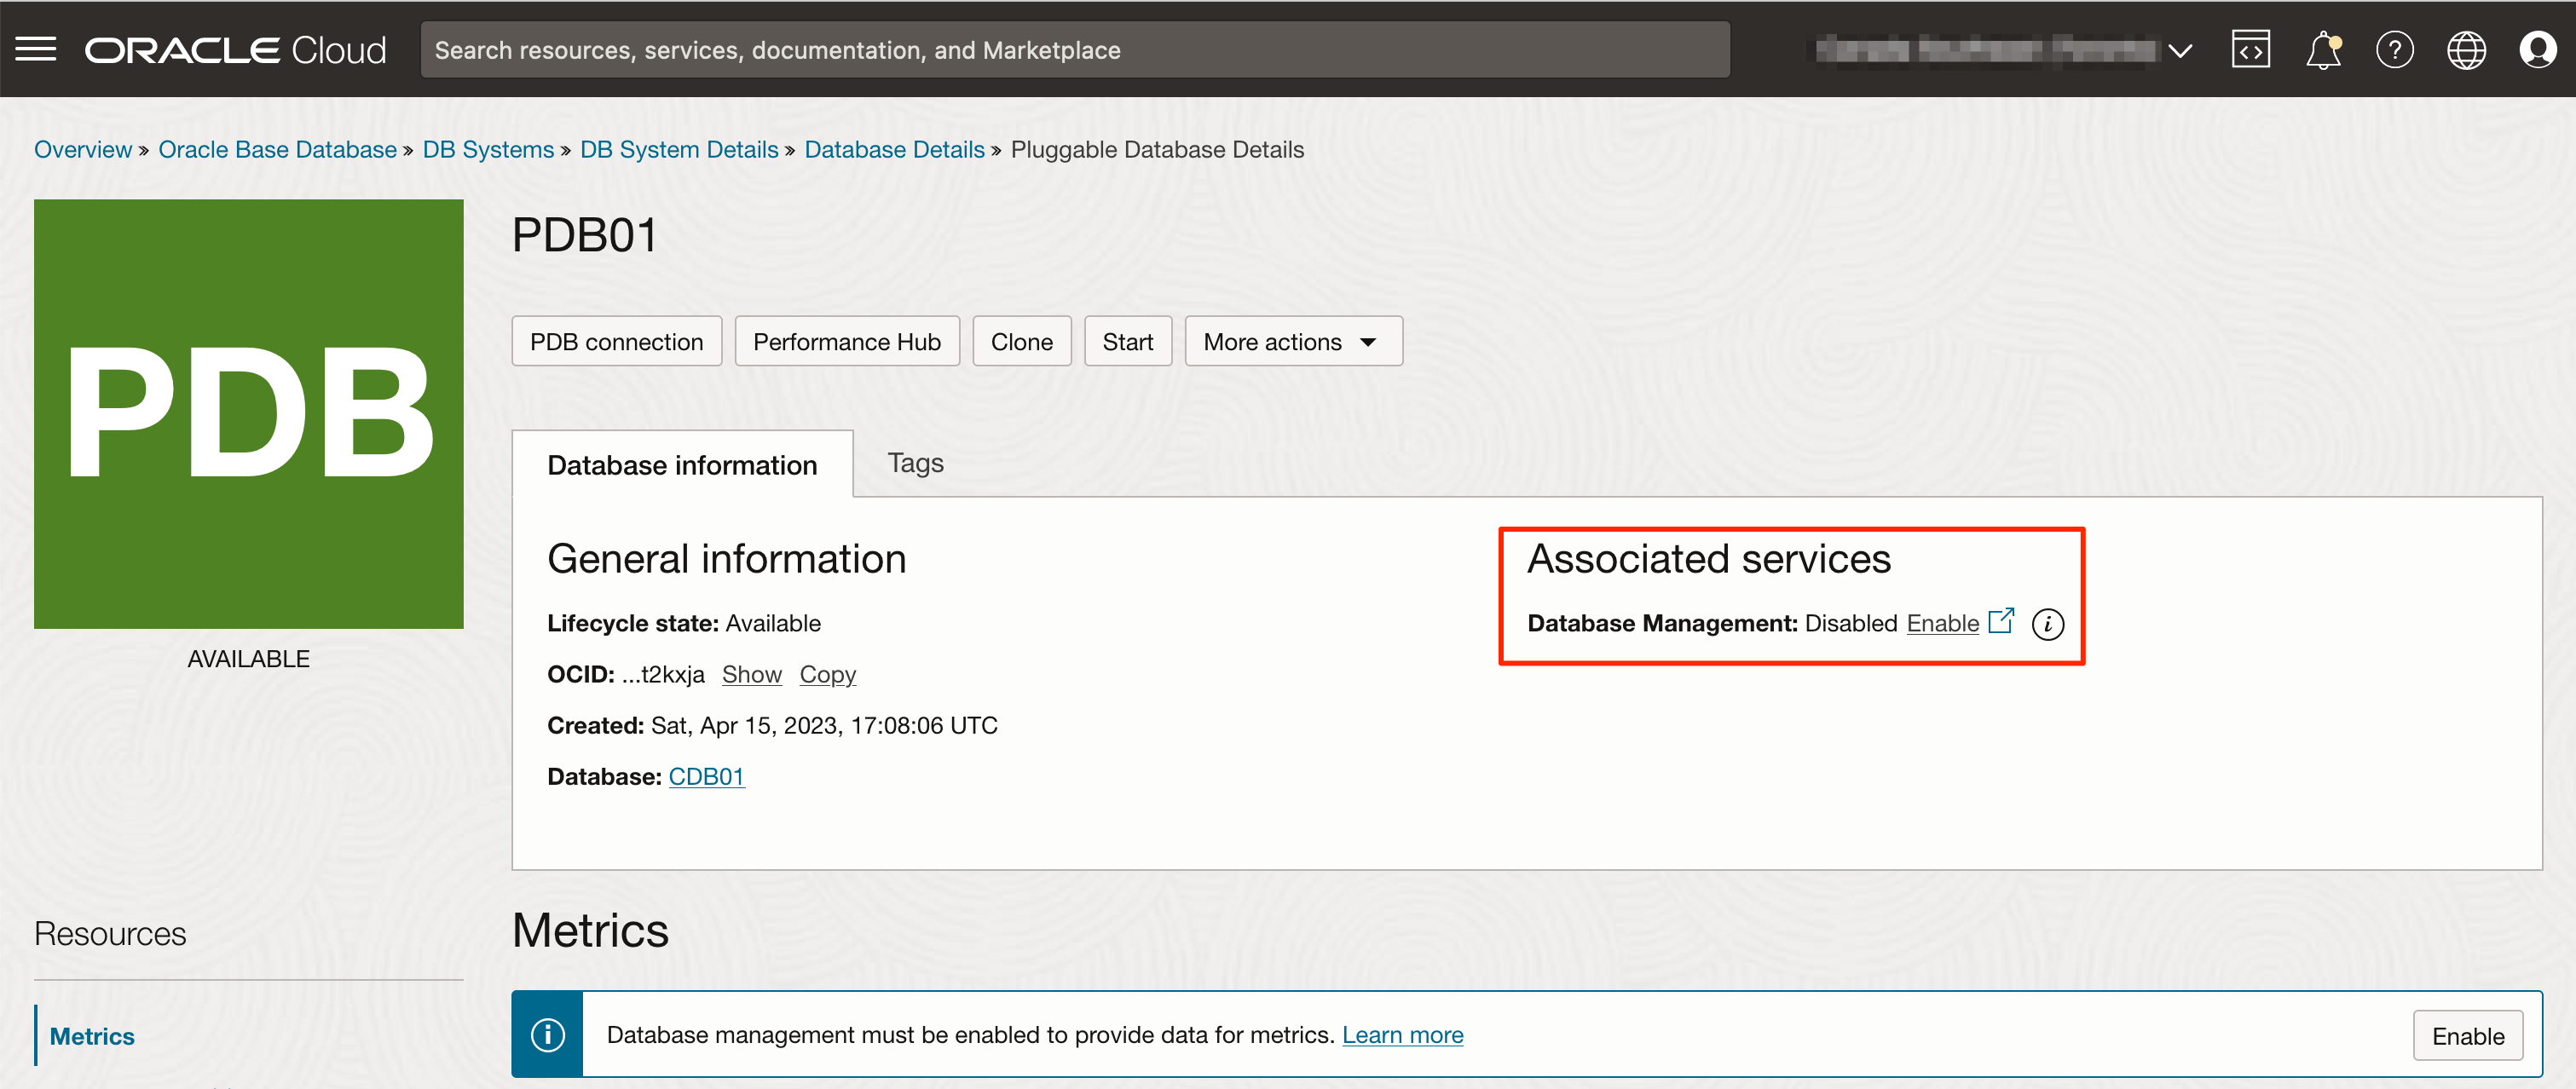 ORACLE Cloud
Search resources, services, documentation, and Marketplace
Overview » Oracle Base Database » DB Systems » DB System Details » Database Details » Pluggable Database Details
PDB
AVAILABLE
PDB01
PDB connection
Performance Hub
Clone
Start
More actions
Database information
Tags
General information
Lifecycle state: Available
OCID: ...t2kxja Show Copy
Created: Sat, Apr 15, 2023, 17:08:06 UTC
Database: CDB01
Associated services
Database Management: Disabled Enable
Resources
Metrics
Metrics
Database management must be enabled to provide data for metrics. Learn more
Enable